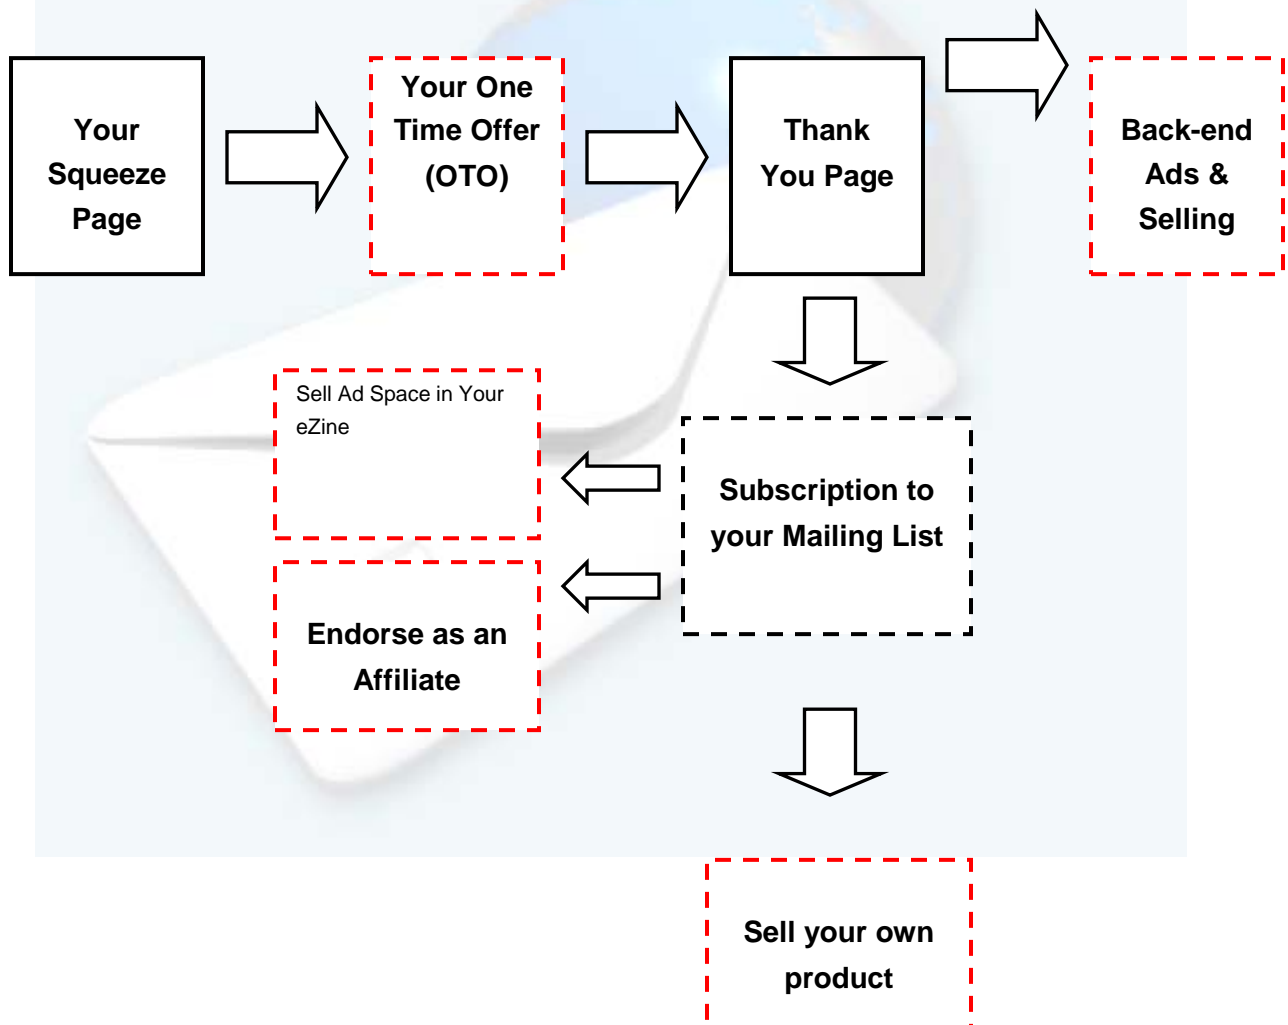 Your
Squeeze
Page
Your One
Time Offer
(OTO)
Thank
You Page
Back-end
Ads &
Selling
Sell Ad Space in Your
eZine
Subscription to
your Mailing List
Endorse as an
Affiliate
Sell your own
product